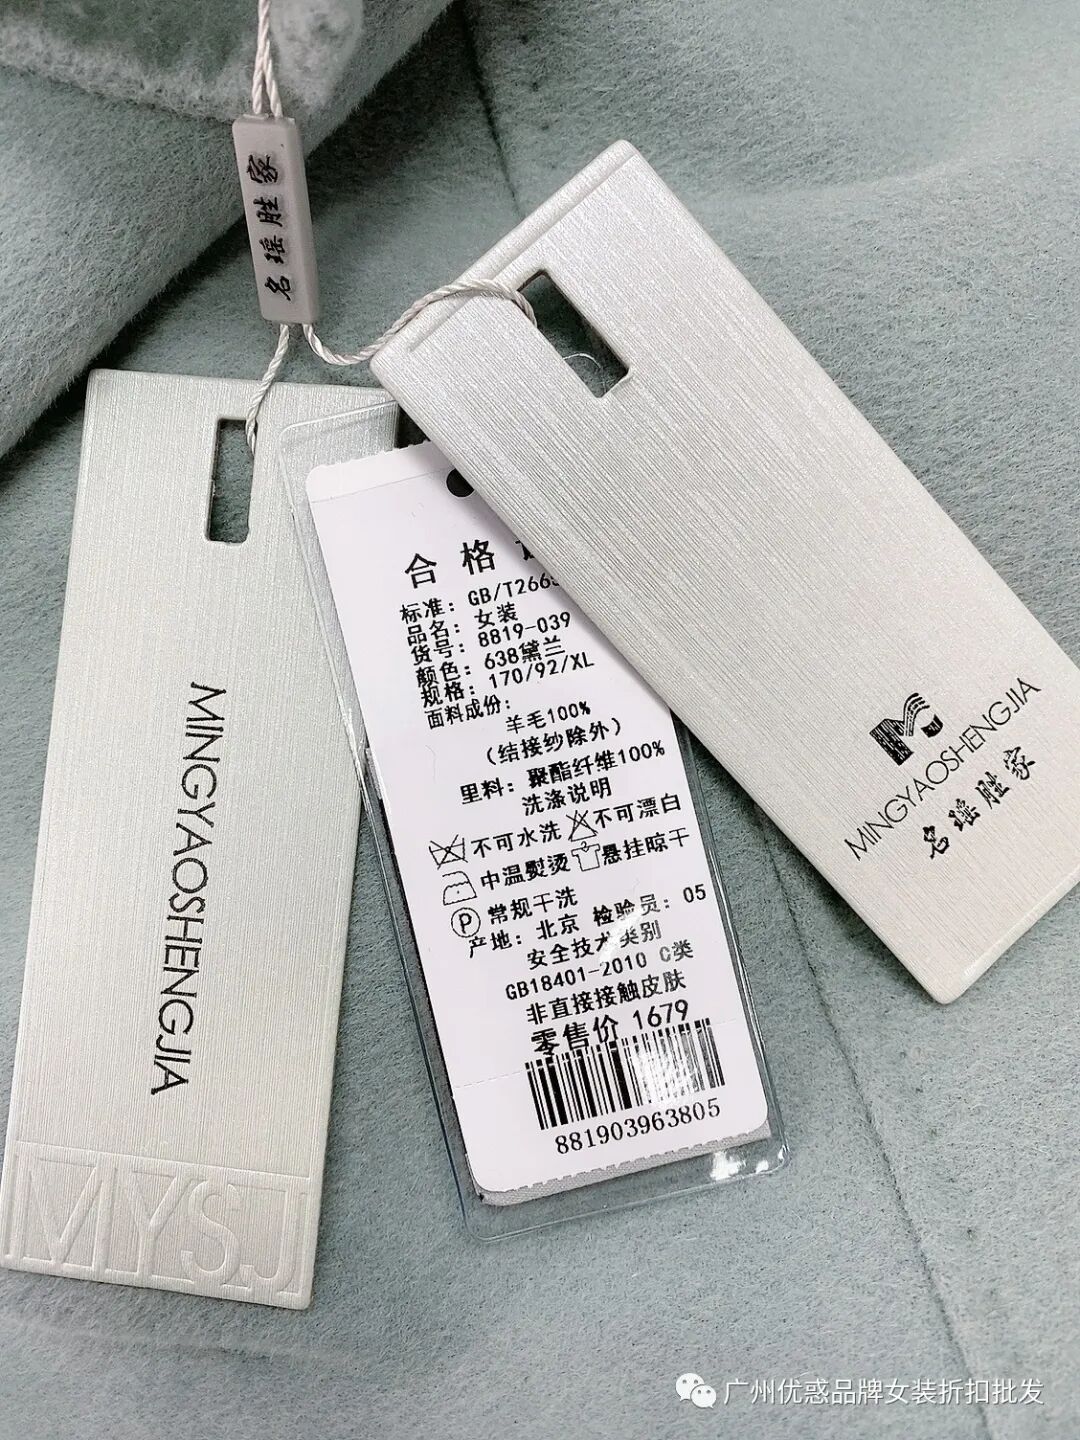 名瑶胜家
MINGYAOSHENGJIA
MYSJ
合格
标准：GB/T2665
品名：女装
货号：8819-039
颜色：638黛兰
规格：170/92/XL
面料成份：
羊毛100%
（结接纱除外）
里料：聚酯纤维100%
洗涤说明
不可水洗 不可漂白
中温熨烫 悬挂晾干
P 常规干洗
产地：北京 检验员：05
安全技术类别
GB18401-2010 C类
非直接接触皮肤
零售价 1679
881903963805
MINGYAOSHENGJIA
名瑶胜家
广州优惑品牌女装折扣批发